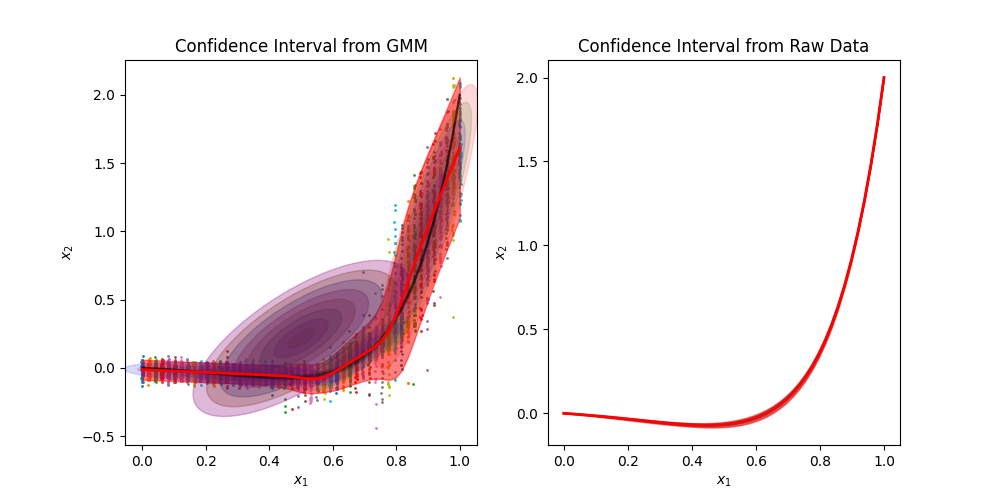 Confidence Interval from GMM
x₂
2.0
1.5
1.0
0.5
0.0
−0.5
0.0 0.2 0.4 0.6 0.8 1.0
x₁
Confidence Interval from Raw Data
x₂
2.0
1.5
1.0
0.5
0.0
0.0 0.2 0.4 0.6 0.8 1.0
x₁